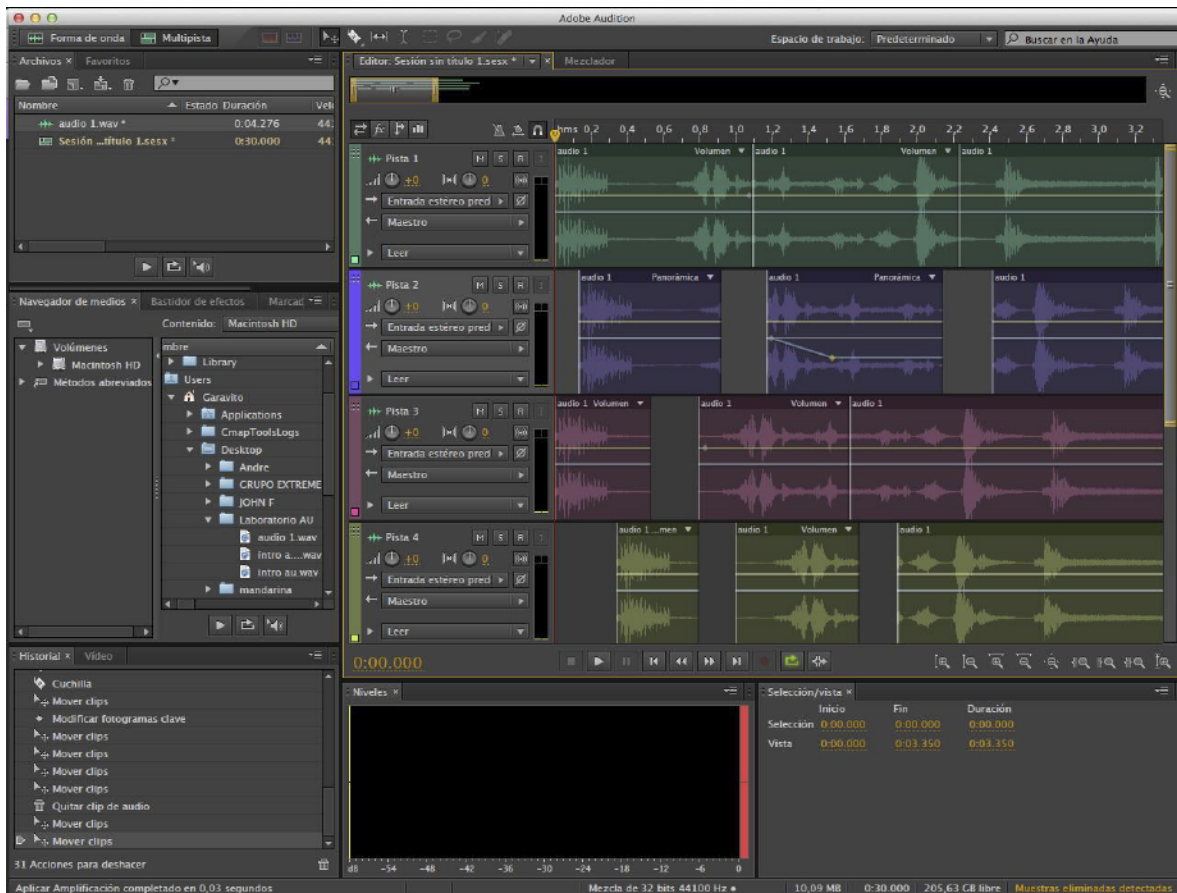 Adobe Audition
Forma de onda Multipista
Espacio de trabajo: Predeterminado Buscar en la Ayuda
Archivos × Favoritos
Editor: Sesión sin título 1.sesx * × Mezclador
Nombre Estado Duración
audio 1.wav * 0:04.276 44
Sesión ...título 1.sesx * 0:30.000 44
hms 0,2 0,4 0,6 0,8 1,0 1,2 1,4 1,6 1,8 2,0 2,2 2,4 2,6 2,8 3,0 3,2
Pista 1 M S R I
audio 1 Volumen audio 1 Volumen audio 1
+0 0
Entrada estéreo pred
Maestro
Leer
Pista 2 M S R I
audio 1 Panorámica audio 1 Panorámica audio 1
+0 0
Entrada estéreo pred
Maestro
Leer
Pista 3 M S R I
audio 1 Volumen audio 1 Volumen audio 1
+0 0
Entrada estéreo pred
Maestro
Leer
Pista 4 M S R I
audio 1 ...men audio 1 Volumen audio 1
+0 0
Entrada estéreo pred
Maestro
Leer
Navegador de medios × Bastidor de efectos Marcad
Contenido: Macintosh HD
Volúmenes
Macintosh HD
Métodos abreviados
mbre
Library
Users
Garavito
Applications
CmapToolsLogs
Desktop
Andre
GRUPO EXTREME
JOHN F
Laboratorio AU
audio 1.wav
intro a....wav
intro au.wav
mandarina
0:00.000
Historial × Vídeo
Cuchilla
Mover clips
Modificar fotogramas clave
Mover clips
Mover clips
Mover clips
Mover clips
Quitar clip de audio
Mover clips
Mover clips
31 Acciones para deshacer
Niveles ×
dB -54 -48 -42 -36 -30 -24 -18 -12 -6 0
Selección/vista ×
Inicio Fin Duración
Selección 0:00.000 0:00.000 0:00.000
Vista 0:00.000 0:03.350 0:03.350
Aplicar Amplificación completado en 0,03 segundos
Mezcla de 32 bits 44100 Hz • 10,09 MB 0:30.000 205,63 GB libre Muestras eliminadas detectadas